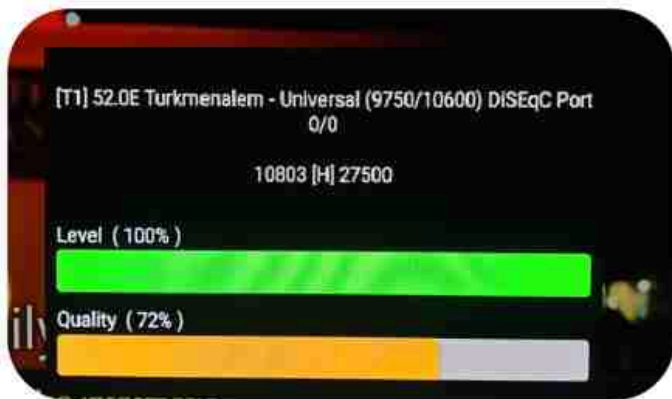 [T1] 52.0E Turkmenalem - Universal (9750/10600) DiSEqC Port
0/0
10803 [H] 27500
Level ( 100% )
Quality ( 72% )